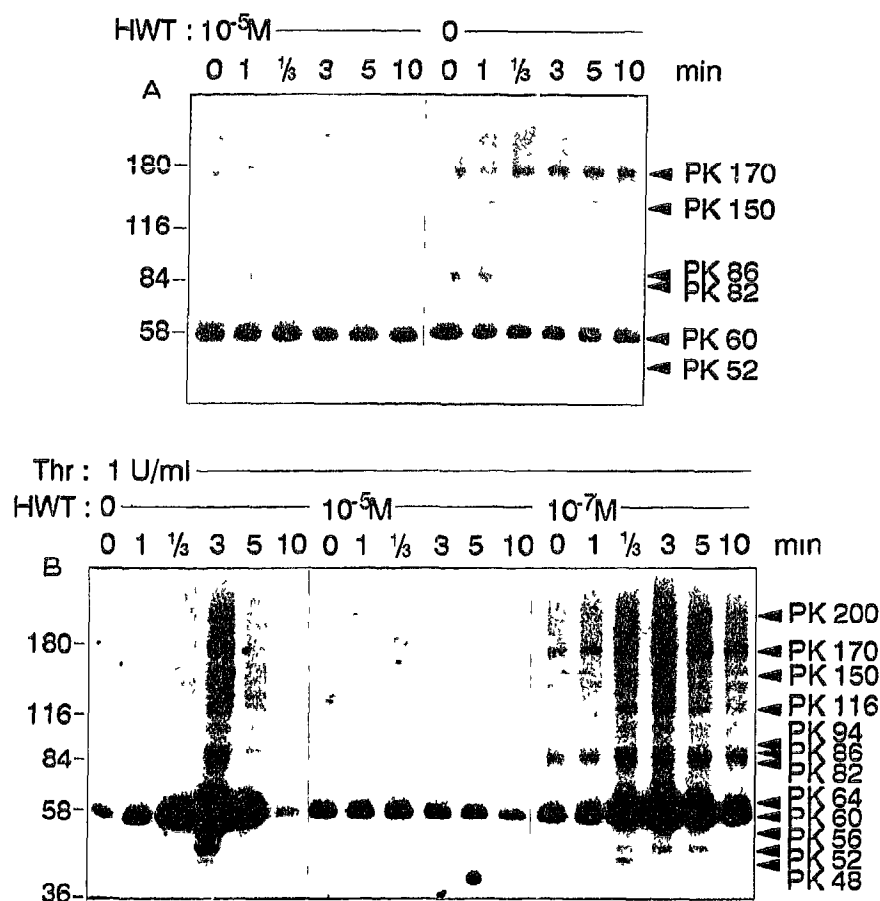 HWT : 10⁻⁵M 0
0 1 ⅓ 3 5 10 0 1 ⅓ 3 5 10 min
A
180 PK 170
PK 150
116
84 PK 86
PK 82
58 PK 60
PK 52
Thr : 1 U/ml
HWT : 0 10⁻⁵M 10⁻⁷M
0 1 ⅓ 3 5 10 0 1 ⅓ 3 5 10 0 1 ⅓ 3 5 10 min
B
PK 200
180 PK 170
PK 150
116 PK 116
PK 94
84 PK 86
PK 82
58 PK 64
PK 60
PK 56
PK 52
36 PK 48